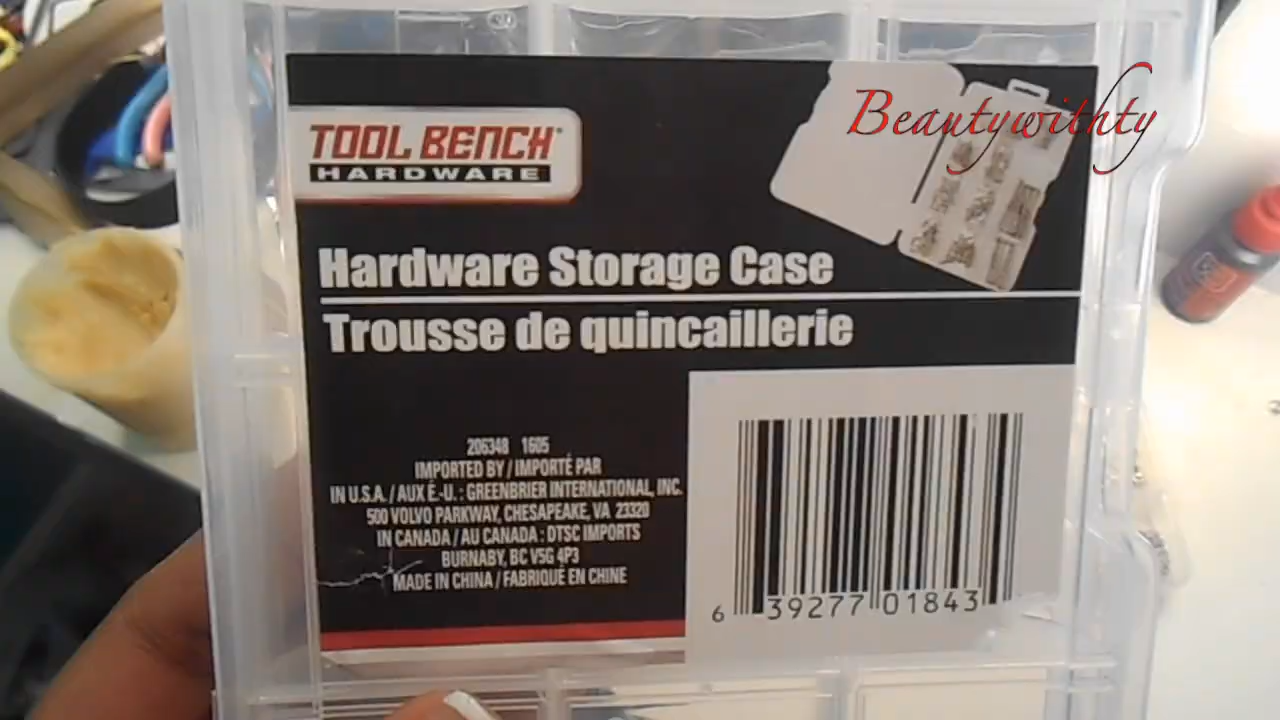 Beautywithty
TOOL BENCH
HARDWARE
Hardware Storage Case
Trousse de quincaillerie
206348 1605
IMPORTED BY / IMPORTÉ PAR
IN U.S.A. / AUX É.-U. : GREENBRIER INTERNATIONAL, INC.
500 VOLVO PARKWAY, CHESAPEAKE, VA 23320
IN CANADA / AU CANADA : DTSC IMPORTS
BURNABY, BC V5G 4P3
MADE IN CHINA / FABRIQUÉ EN CHINE
6 39277 01843